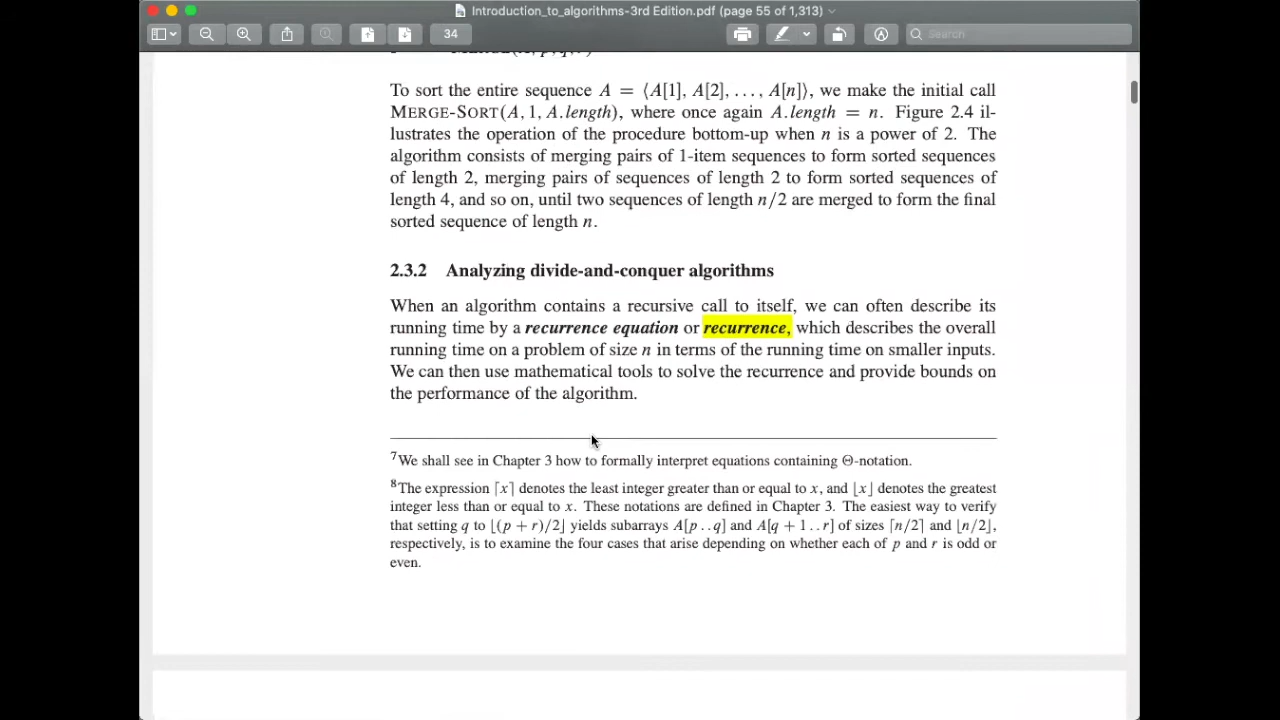 Introduction_to_algorithms-3rd Edition.pdf (page 55 of 1,313)
34
Search
To sort the entire sequence A = ⟨A[1], A[2], . . . , A[n]⟩, we make the initial call
MERGE-SORT(A, 1, A.length), where once again A.length = n. Figure 2.4 il-
lustrates the operation of the procedure bottom-up when n is a power of 2. The
algorithm consists of merging pairs of 1-item sequences to form sorted sequences
of length 2, merging pairs of sequences of length 2 to form sorted sequences of
length 4, and so on, until two sequences of length n/2 are merged to form the final
sorted sequence of length n.
2.3.2 Analyzing divide-and-conquer algorithms
When an algorithm contains a recursive call to itself, we can often describe its
running time by a recurrence equation or recurrence, which describes the overall
running time on a problem of size n in terms of the running time on smaller inputs.
We can then use mathematical tools to solve the recurrence and provide bounds on
the performance of the algorithm.
7We shall see in Chapter 3 how to formally interpret equations containing Θ-notation.
8The expression ⌈x⌉ denotes the least integer greater than or equal to x, and ⌊x⌋ denotes the greatest
integer less than or equal to x. These notations are defined in Chapter 3. The easiest way to verify
that setting q to ⌊(p + r)/2⌋ yields subarrays A[p . . q] and A[q + 1 . . r] of sizes ⌈n/2⌉ and ⌊n/2⌋,
respectively, is to examine the four cases that arise depending on whether each of p and r is odd or
even.